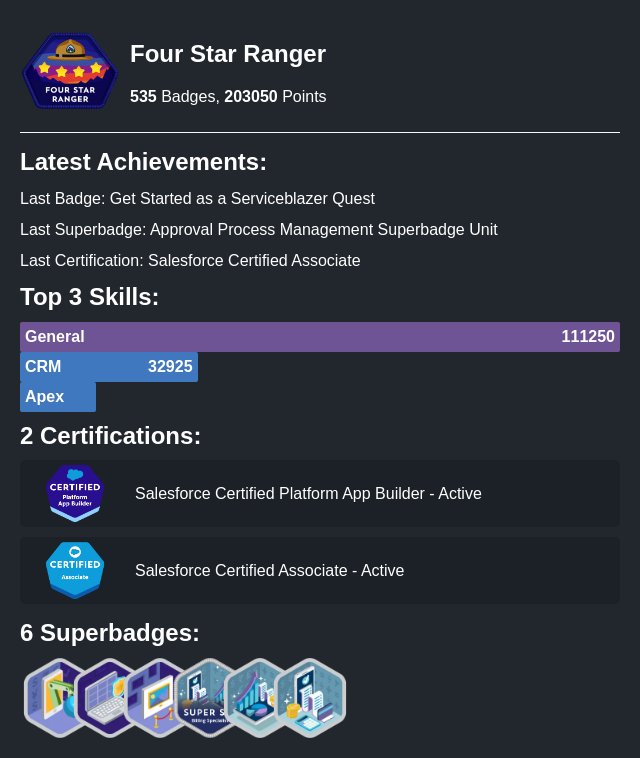 FOUR STAR
RANGER
Four Star Ranger
535 Badges, 203050 Points
Latest Achievements:
Last Badge: Get Started as a Serviceblazer Quest
Last Superbadge: Approval Process Management Superbadge Unit
Last Certification: Salesforce Certified Associate
Top 3 Skills:
General 111250
CRM 32925
Apex
2 Certifications:
CERTIFIED
Platform
App Builder
Salesforce Certified Platform App Builder - Active
CERTIFIED
Associate
Salesforce Certified Associate - Active
6 Superbadges:
SUPER S